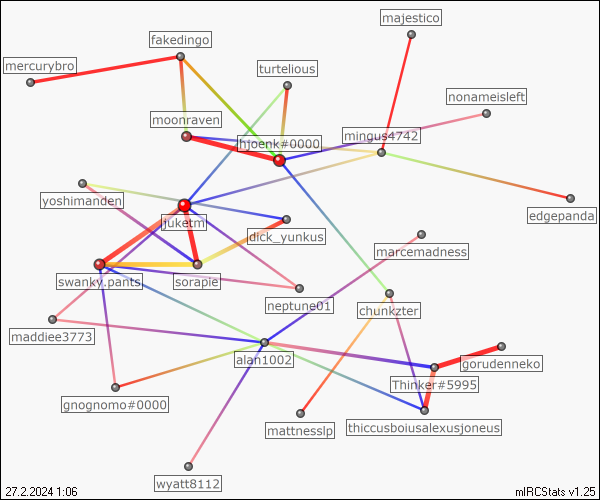 majestico
fakedingo
mercurybro
turtelious
nonameisleft
moonraven
hjoenk#0000
mingus4742
yoshimanden
juketm
dick_yunkus
edgepanda
marcemadness
swanky.pants
sorapie
neptune01
chunkzter
maddiee3773
alan1002
gorudenneko
Thinker#5995
gnognomo#0000
mattnesslp
thiccusboiusalexusjoneus
wyatt8112
27.2.2024 1:06
mIRCStats v1.25